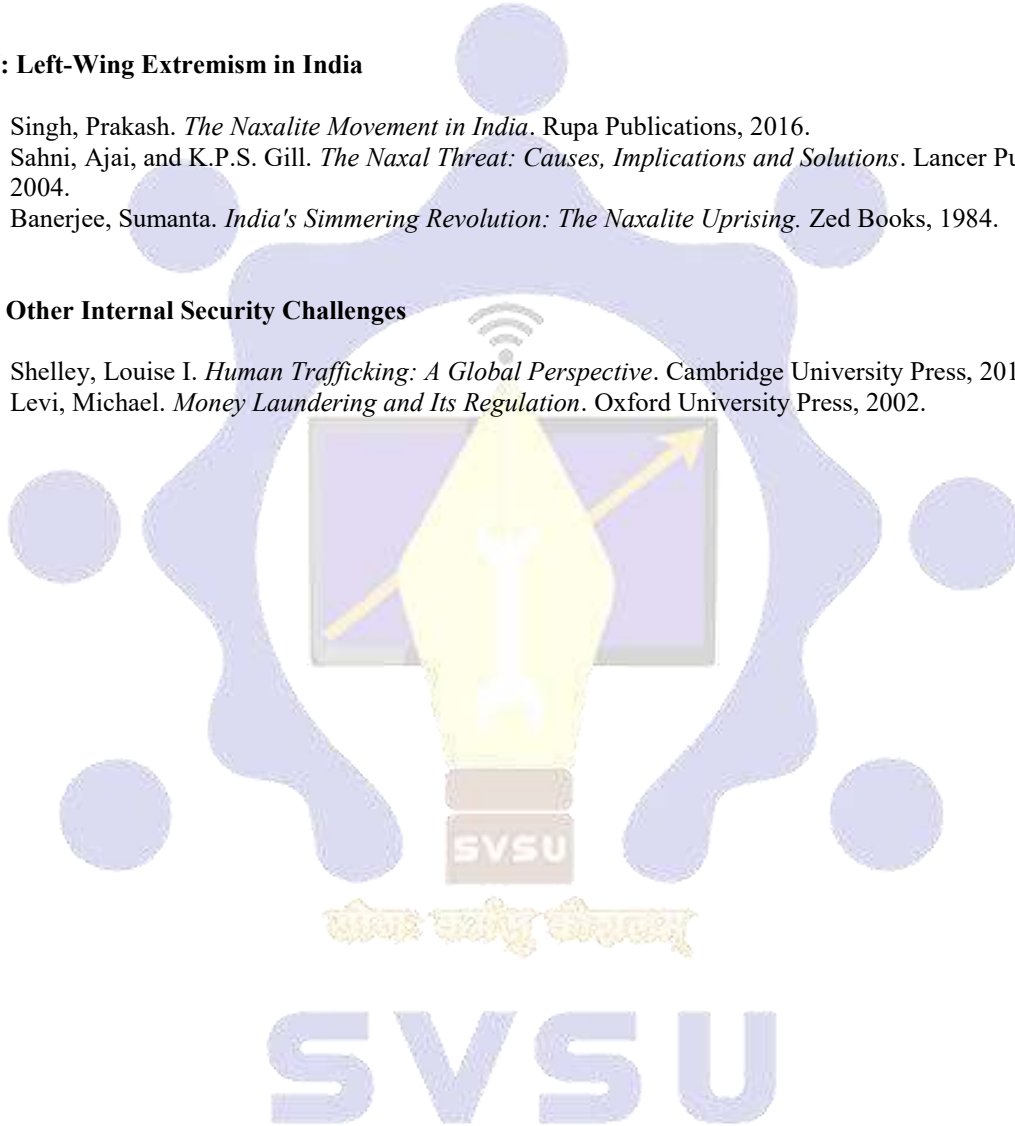 : Left-Wing Extremism in India
Singh, Prakash. The Naxalite Movement in India. Rupa Publications, 2016.
Sahni, Ajai, and K.P.S. Gill. The Naxal Threat: Causes, Implications and Solutions. Lancer Pu
2004.
Banerjee, Sumanta. India's Simmering Revolution: The Naxalite Uprising. Zed Books, 1984.
Other Internal Security Challenges
Shelley, Louise I. Human Trafficking: A Global Perspective. Cambridge University Press, 201
Levi, Michael. Money Laundering and Its Regulation. Oxford University Press, 2002.
SVSU
SVSU